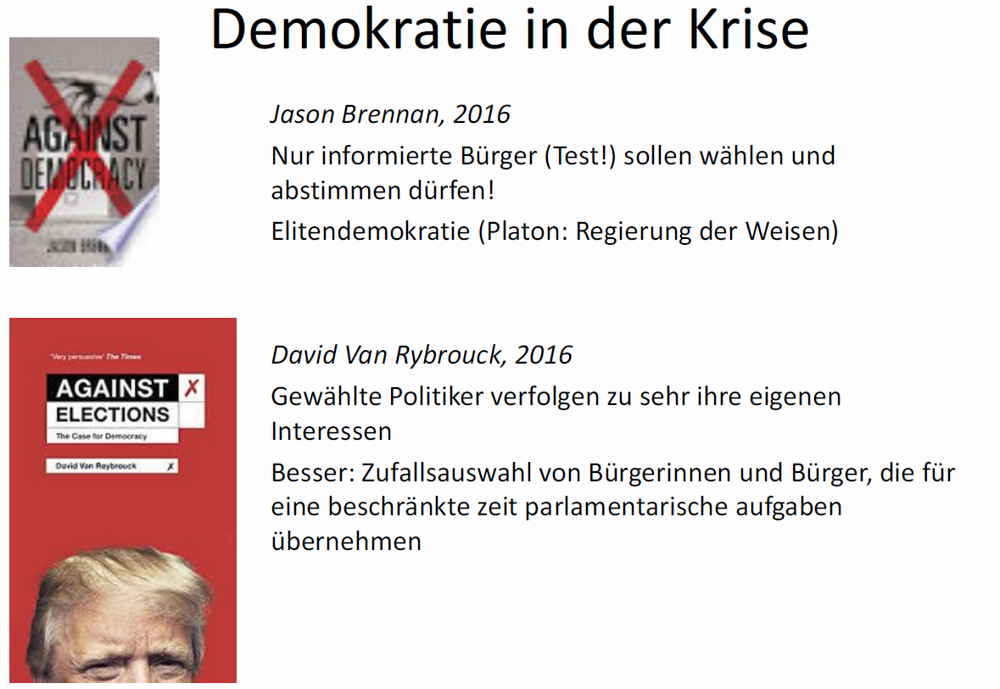 Demokratie in der Krise
AGAINST
DEMOCRACY
JASON
Jason Brennan, 2016
Nur informierte Bürger (Test!) sollen wählen und
abstimmen dürfen!
Elitendemokratie (Platon: Regierung der Weisen)
'Very persuasive' The Times
AGAINST X
ELECTIONS
The Case for Democracy
David Van Reybrouck X
David Van Rybrouck, 2016
Gewählte Politiker verfolgen zu sehr ihre eigenen
Interessen
Besser: Zufallsauswahl von Bürgerinnen und Bürger, die für
eine beschränkte zeit parlamentarische aufgaben
übernehmen